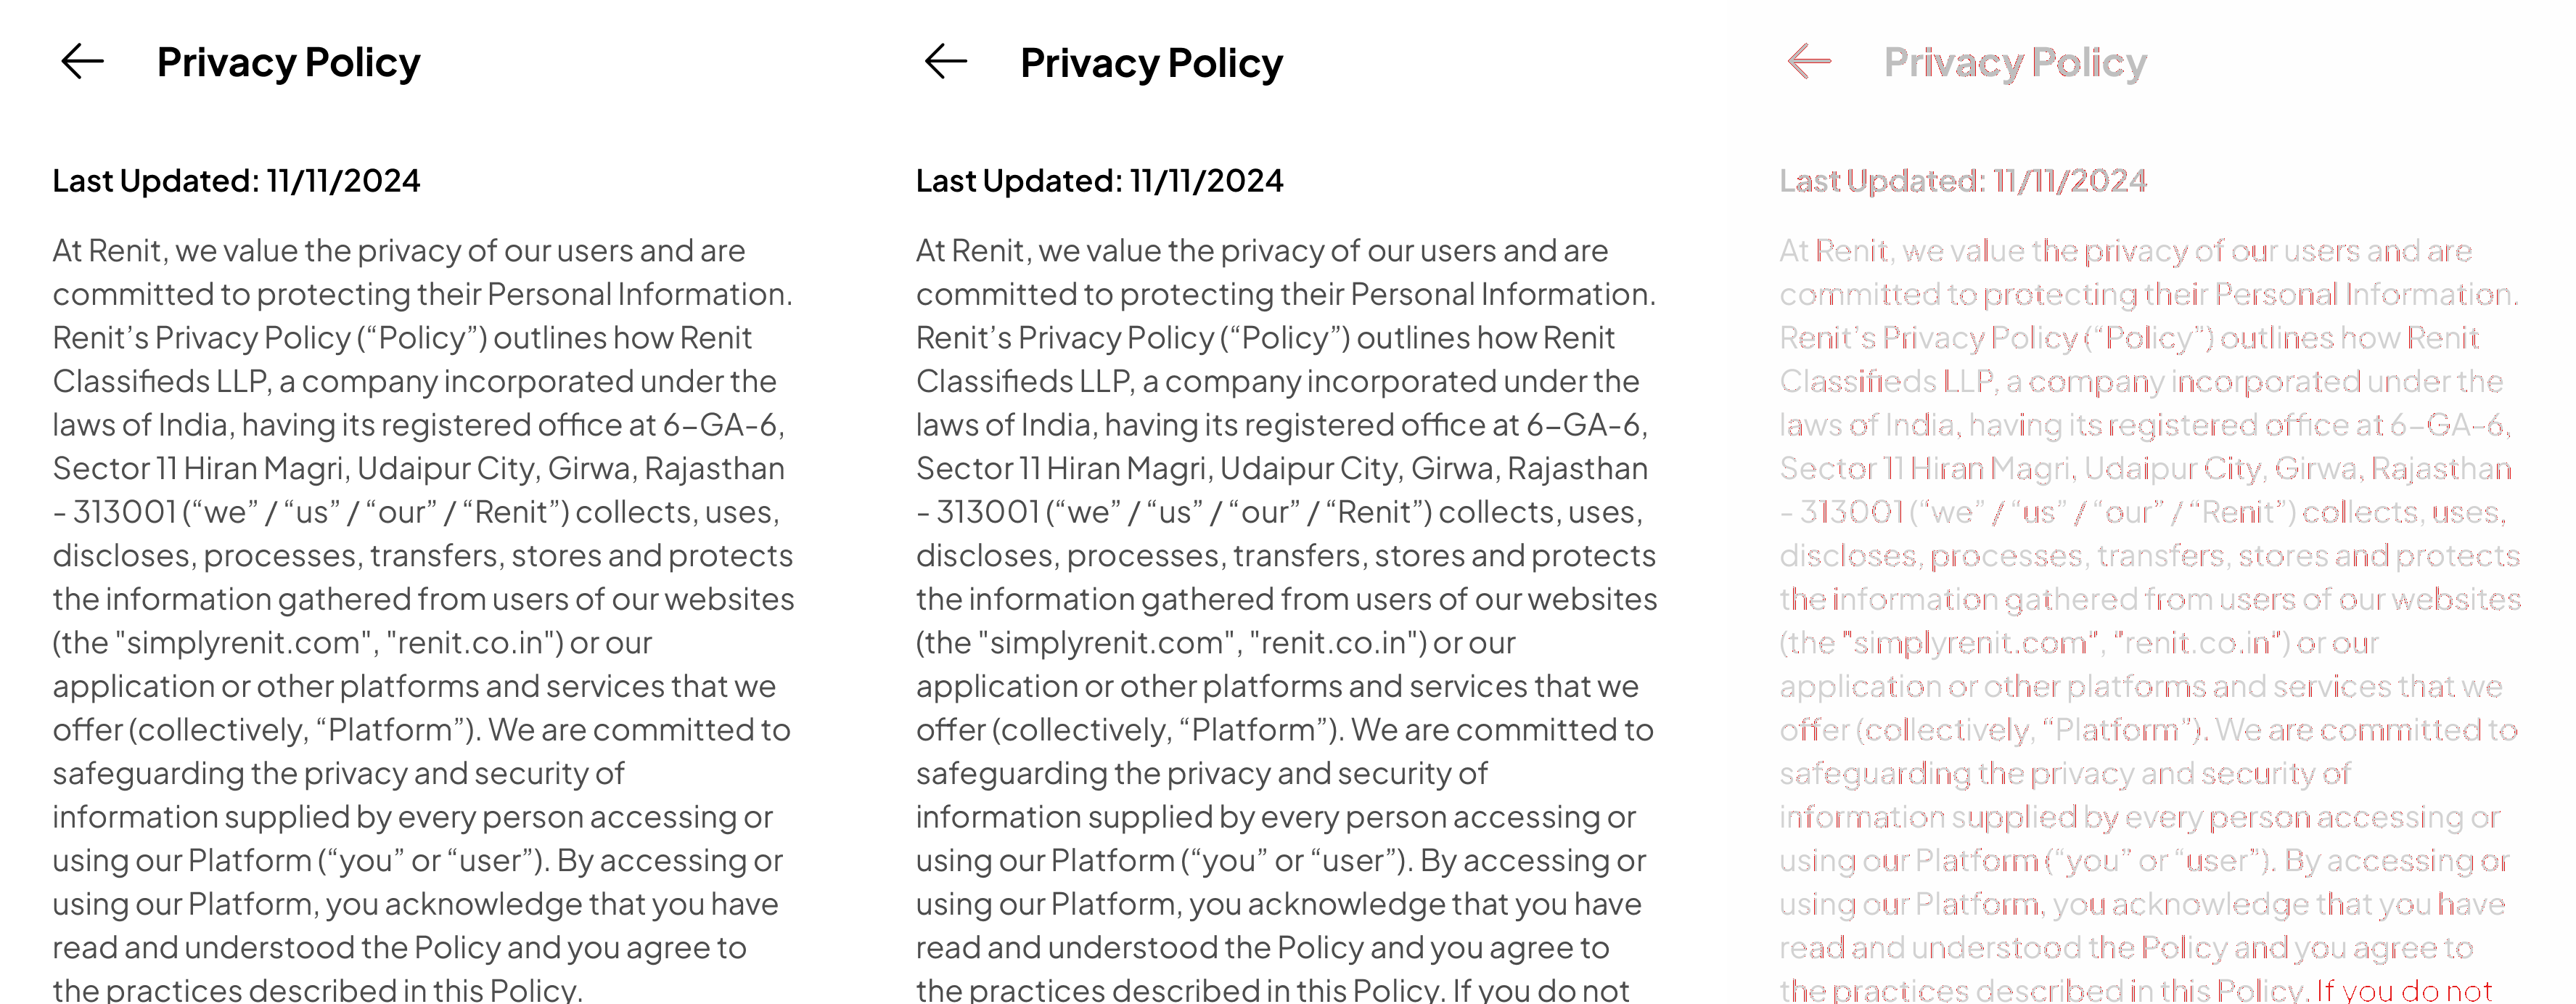 Privacy Policy
Last Updated: 11/11/2024
At Renit, we value the privacy of our users and are
committed to protecting their Personal Information.
Renit’s Privacy Policy (“Policy”) outlines how Renit
Classifieds LLP, a company incorporated under the
laws of India, having its registered office at 6–GA-6,
Sector 11 Hiran Magri, Udaipur City, Girwa, Rajasthan
- 313001 (“we” / “us” / “our” / “Renit”) collects, uses,
discloses, processes, transfers, stores and protects
the information gathered from users of our websites
(the "simplyrenit.com", "renit.co.in") or our
application or other platforms and services that we
offer (collectively, “Platform”). We are committed to
safeguarding the privacy and security of
information supplied by every person accessing or
using our Platform (“you” or “user”). By accessing or
using our Platform, you acknowledge that you have
read and understood the Policy and you agree to
the practices described in this Policy.
Privacy Policy
Last Updated: 11/11/2024
At Renit, we value the privacy of our users and are
committed to protecting their Personal Information.
Renit’s Privacy Policy (“Policy”) outlines how Renit
Classifieds LLP, a company incorporated under the
laws of India, having its registered office at 6–GA-6,
Sector 11 Hiran Magri, Udaipur City, Girwa, Rajasthan
- 313001 (“we” / “us” / “our” / “Renit”) collects, uses,
discloses, processes, transfers, stores and protects
the information gathered from users of our websites
(the "simplyrenit.com", "renit.co.in") or our
application or other platforms and services that we
offer (collectively, “Platform”). We are committed to
safeguarding the privacy and security of
information supplied by every person accessing or
using our Platform (“you” or “user”). By accessing or
using our Platform, you acknowledge that you have
read and understood the Policy and you agree to
the practices described in this Policy. If you do not
Privacy Policy
Last Updated: 11/11/2024
At Renit, we value the privacy of our users and are
committed to protecting their Personal Information.
Renit’s Privacy Policy (“Policy”) outlines how Renit
Classifieds LLP, a company incorporated under the
laws of India, having its registered office at 6–GA-6,
Sector 11 Hiran Magri, Udaipur City, Girwa, Rajasthan
- 313001 (“we” / “us” / “our” / “Renit”) collects, uses,
discloses, processes, transfers, stores and protects
the information gathered from users of our websites
(the "simplyrenit.com", "renit.co.in") or our
application or other platforms and services that we
offer (collectively, “Platform”). We are committed to
safeguarding the privacy and security of
information supplied by every person accessing or
using our Platform (“you” or “user”). By accessing or
using our Platform, you acknowledge that you have
read and understood the Policy and you agree to
the practices described in this Policy. If you do not